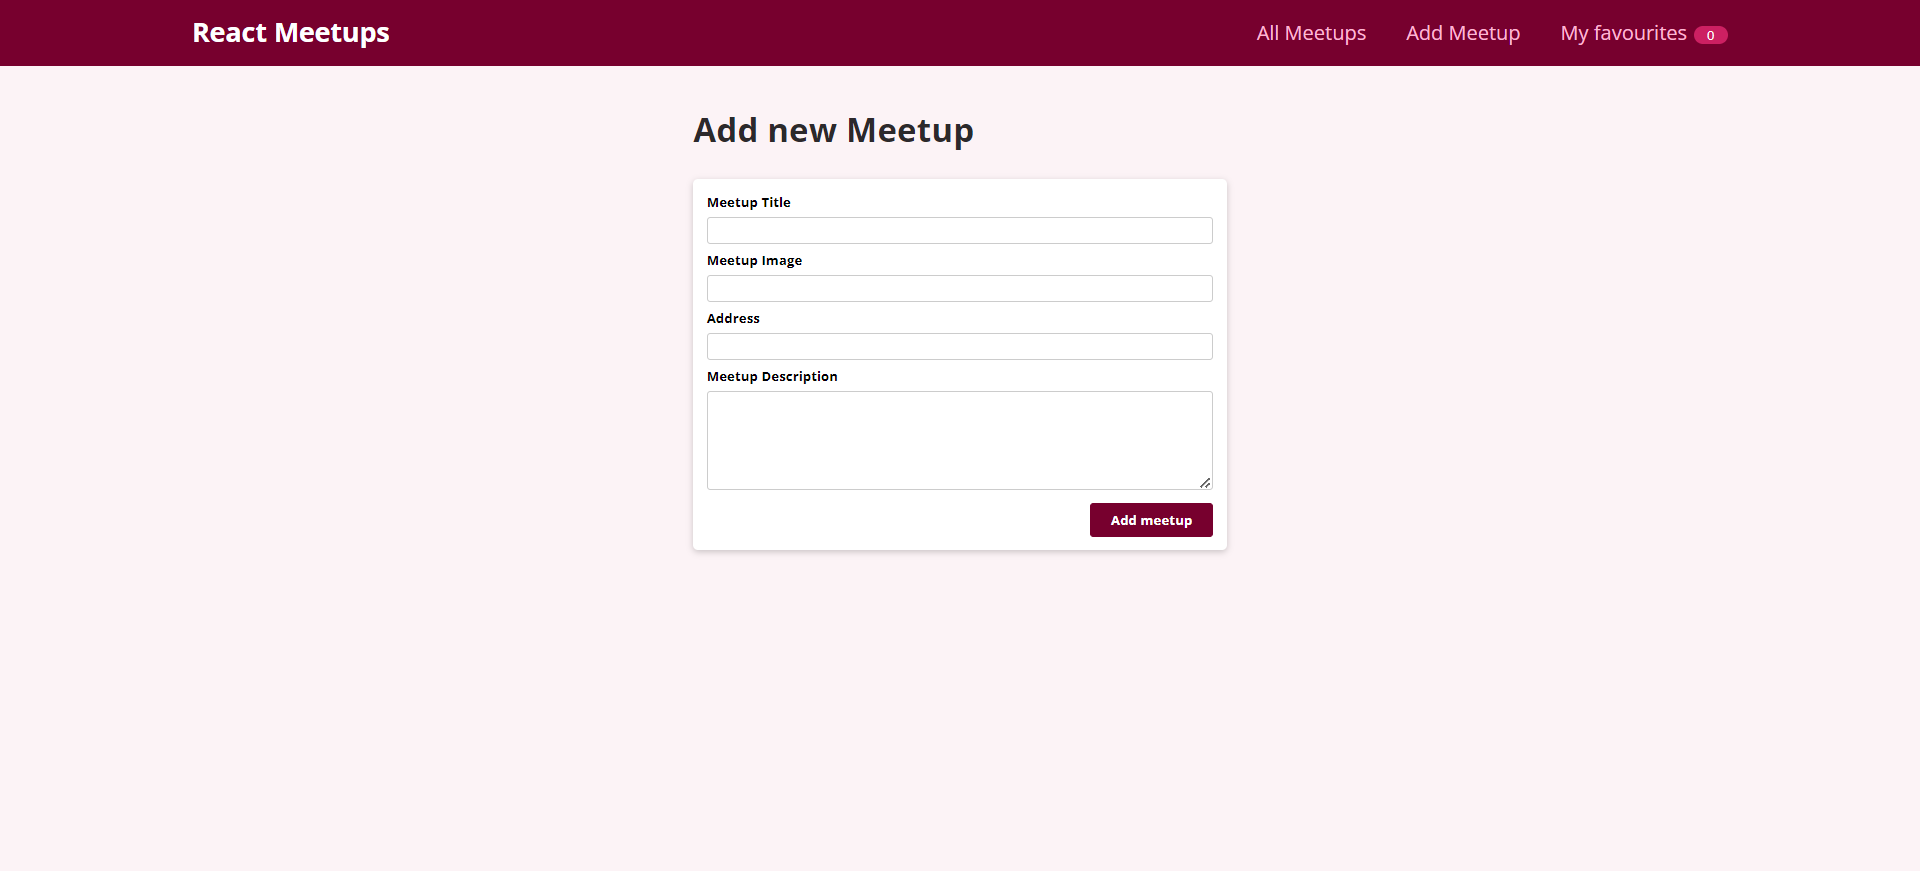 React Meetups
All Meetups
Add Meetup
My favourites 0
Add new Meetup
Meetup Title
Meetup Image
Address
Meetup Description
Add meetup